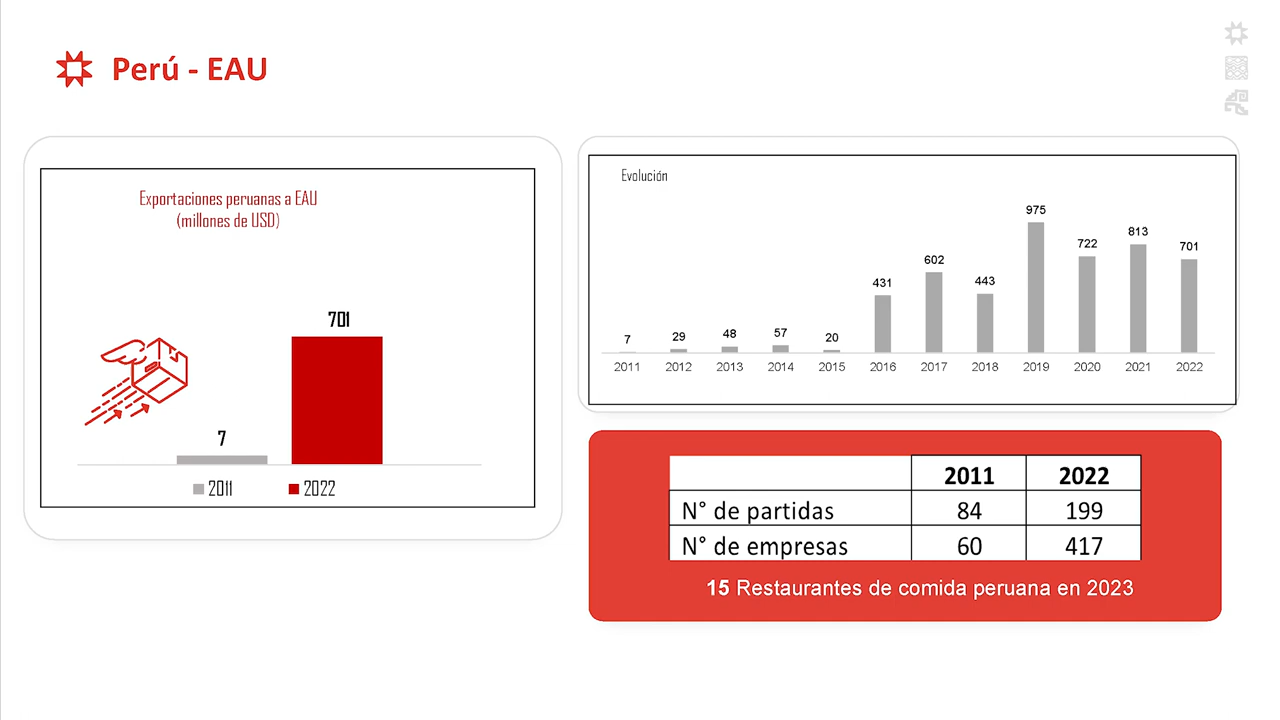 Perú - EAU
Exportaciones peruanas a EAU
(millones de USD)
701
7
2011 2022
Evolución
7 29 48 57 20 431 602 443 975 722 813 701
2011 2012 2013 2014 2015 2016 2017 2018 2019 2020 2021 2022
2011 2022
N° de partidas 84 199
N° de empresas 60 417
15 Restaurantes de comida peruana en 2023